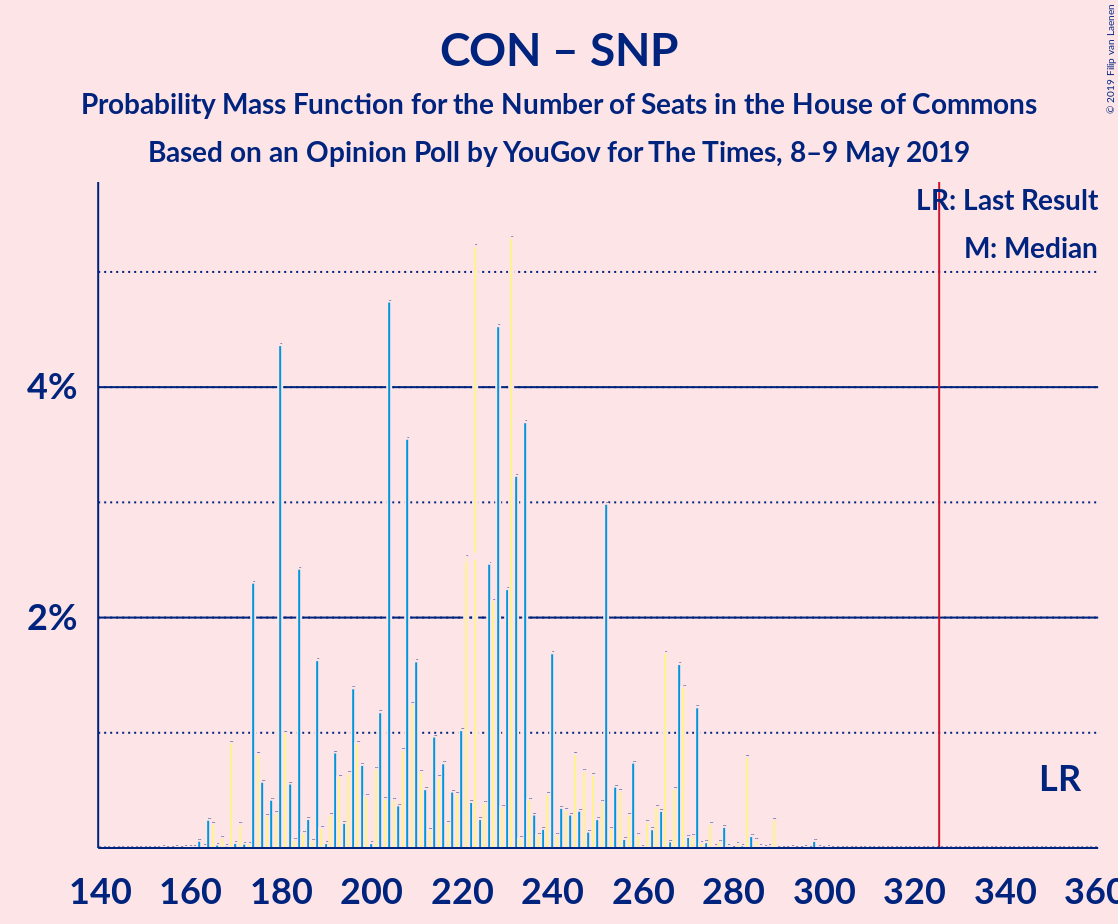 CON – SNP
Probability Mass Function for the Number of Seats in the House of Commons
Based on an Opinion Poll by YouGov for The Times, 8–9 May 2019
© 2019 Filip van Laenen
LR: Last Result
M: Median
4%
2%
LR
140 160 180 200 220 240 260 280 300 320 340 360